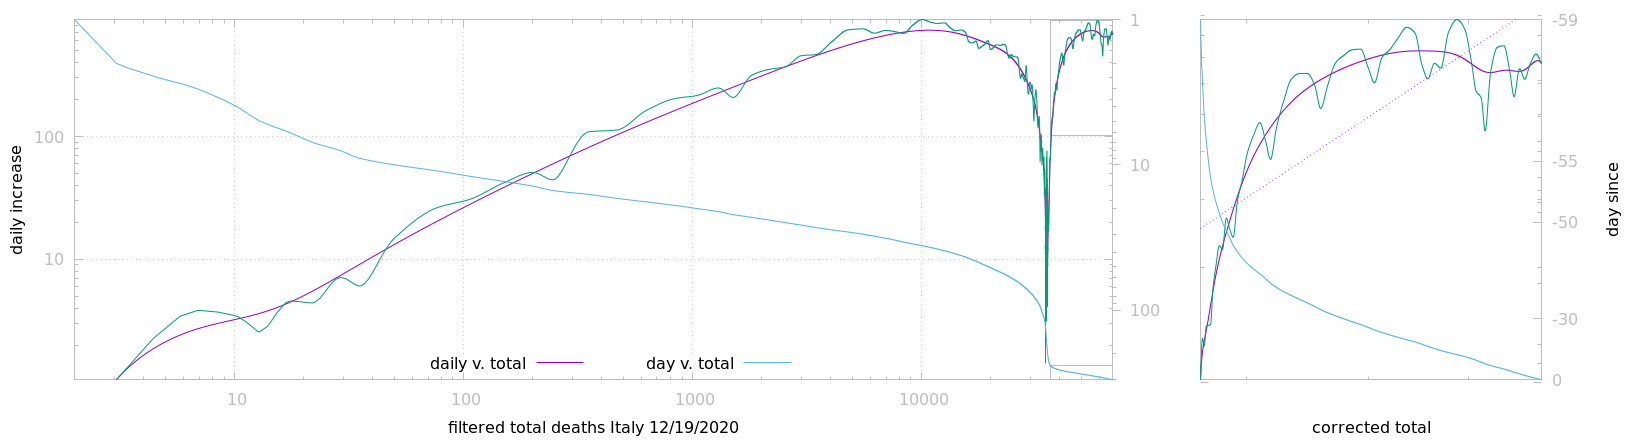 daily increase
100
10
1
10
100
daily v. total
day v. total
10
100
1000
10000
filtered total deaths Italy 12/19/2020
-59
-55
-50
-30
0
day since
corrected total